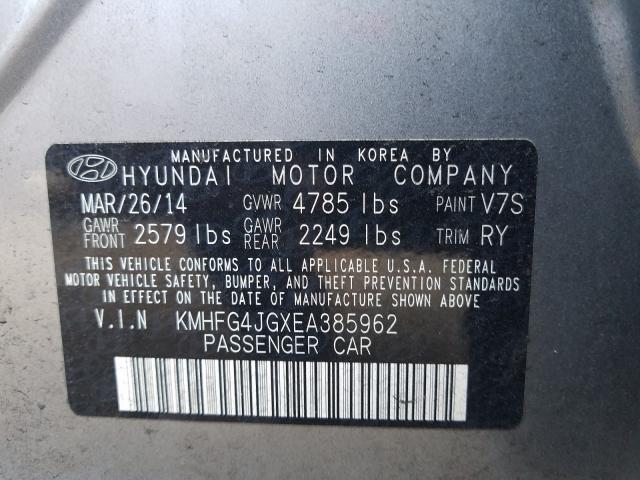 MANUFACTURED IN KOREA BY
HYUNDAI MOTOR COMPANY
MAR/26/14 GVWR 4785 lbs PAINT V7S
GAWR FRONT 2579 lbs GAWR REAR 2249 lbs TRIM RY
THIS VEHICLE CONFORMS TO ALL APPLICABLE U.S.A. FEDERAL
MOTOR VEHICLE SAFETY, BUMPER, AND THEFT PREVENTION STANDARDS
IN EFFECT ON THE DATE OF MANUFACTURE SHOWN ABOVE
V.I.N KMHFG4JGXEA385962
PASSENGER CAR